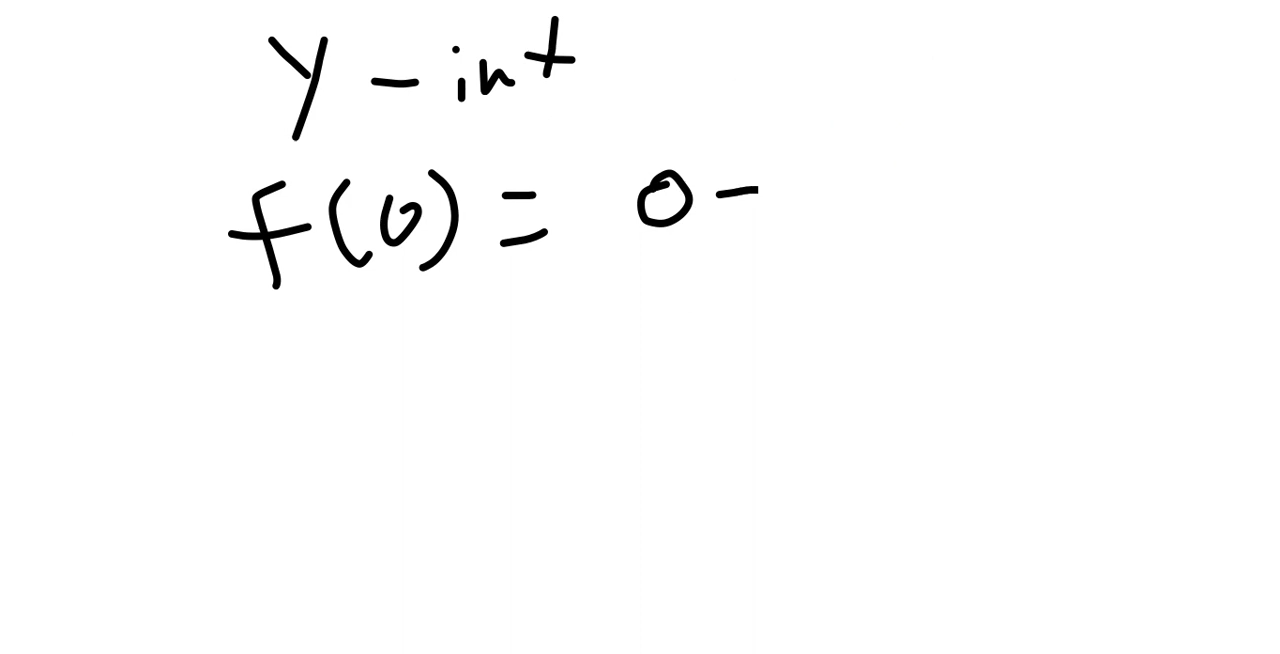 y - int
f(0) = 0 -